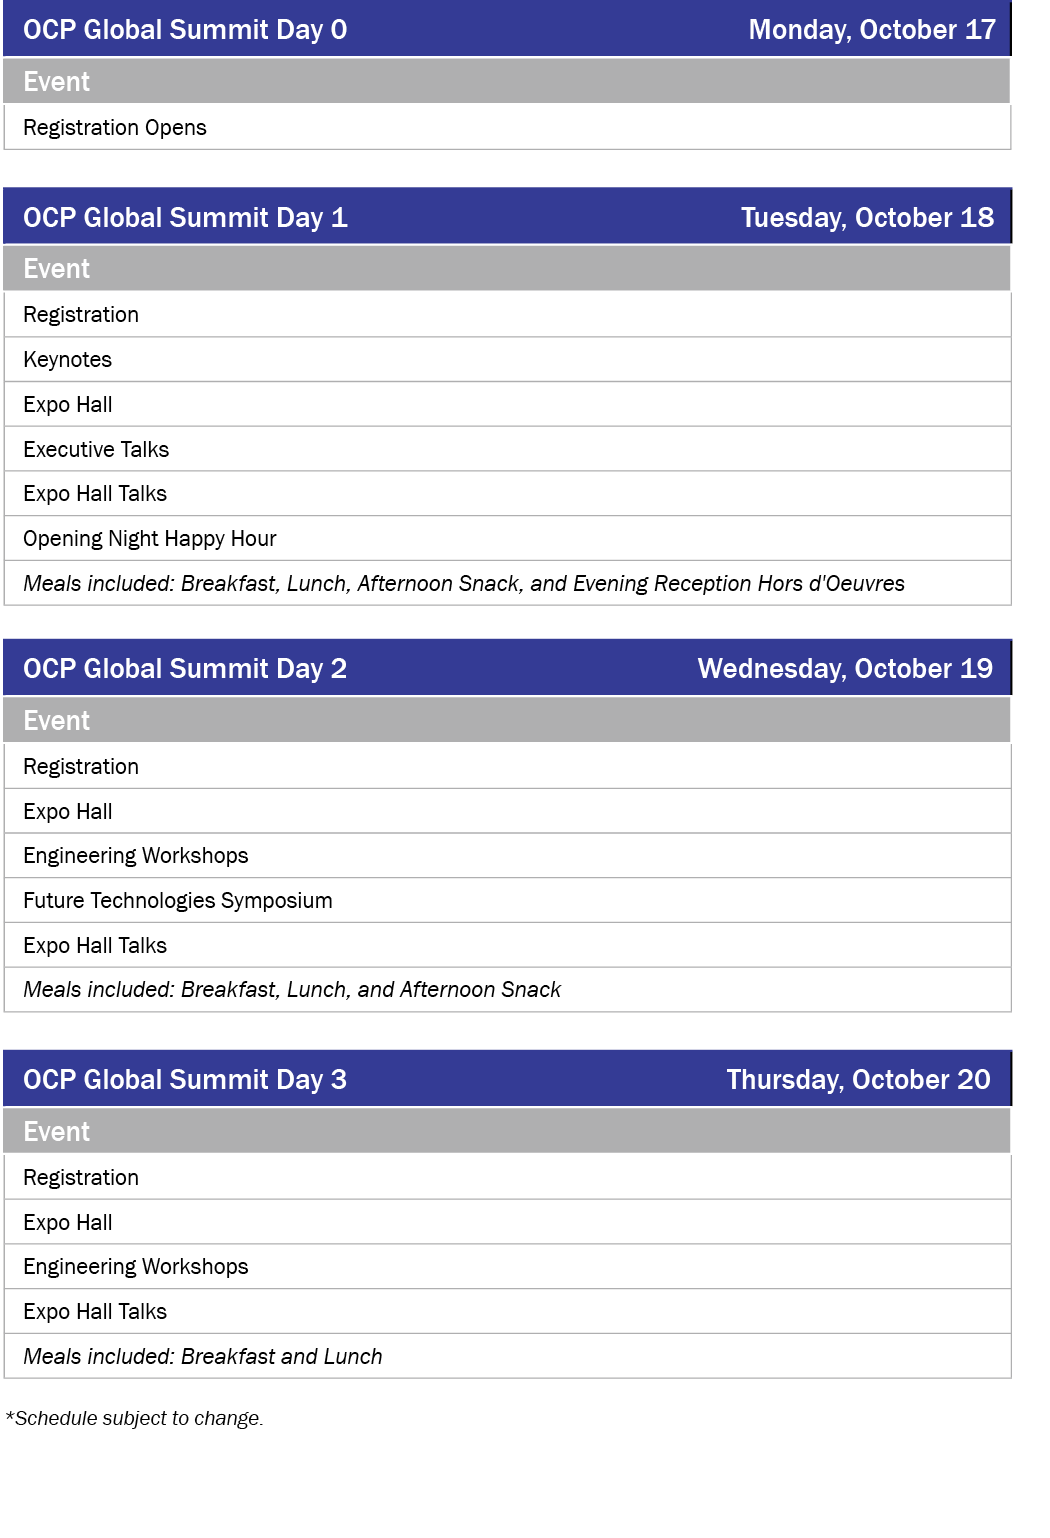 OCP Global Summit Day 0 Monday, October 17
Event
Registration Opens
OCP Global Summit Day 1 Tuesday, October 18
Event
Registration
Keynotes
Expo Hall
Executive Talks
Expo Hall Talks
Opening Night Happy Hour
Meals included: Breakfast, Lunch, Afternoon Snack, and Evening Reception Hors d'Oeuvres
OCP Global Summit Day 2 Wednesday, October 19
Event
Registration
Expo Hall
Engineering Workshops
Future Technologies Symposium
Expo Hall Talks
Meals included: Breakfast, Lunch, and Afternoon Snack
OCP Global Summit Day 3 Thursday, October 20
Event
Registration
Expo Hall
Engineering Workshops
Expo Hall Talks
Meals included: Breakfast and Lunch
*Schedule subject to change.